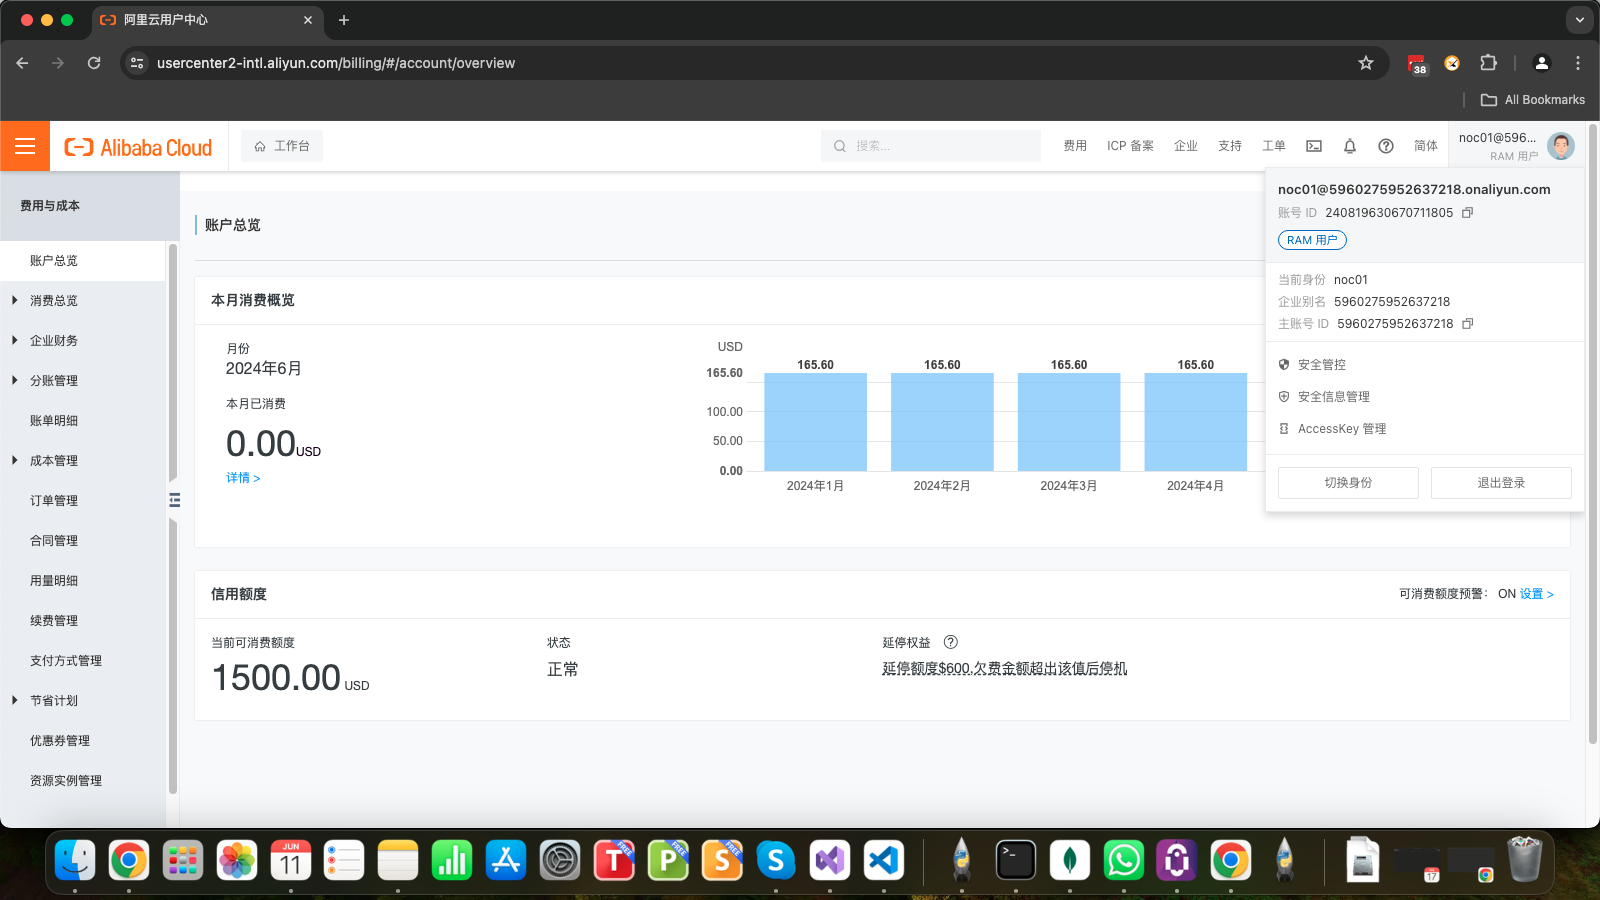 阿里云用户中心
usercenter2-intl.aliyun.com/billing/#/account/overview
38
All Bookmarks
Alibaba Cloud
工作台
搜索...
费用
ICP 备案
企业
支持
工单
简体
noc01@596...
RAM 用户
noc01@5960275952637218.onaliyun.com
账号 ID 240819630670711805
RAM 用户
当前身份 noc01
企业别名 5960275952637218
主账号 ID 5960275952637218
安全管控
安全信息管理
AccessKey 管理
切换身份
退出登录
费用与成本
账户总览
消费总览
企业财务
分账管理
账单明细
成本管理
订单管理
合同管理
用量明细
续费管理
支付方式管理
节省计划
优惠券管理
资源实例管理
账户总览
本月消费概览
月份
2024年6月
本月已消费
0.00USD
详情 >
USD
165.60
100.00
50.00
0.00
165.60
165.60
165.60
165.60
2024年1月
2024年2月
2024年3月
2024年4月
信用额度
可消费额度预警： ON 设置 >
当前可消费额度
1500.00 USD
状态
正常
延停权益
延停额度$600,欠费金额超出该值后停机
JUN
11
T
FREE
P
FREE
S
FREE
S
17